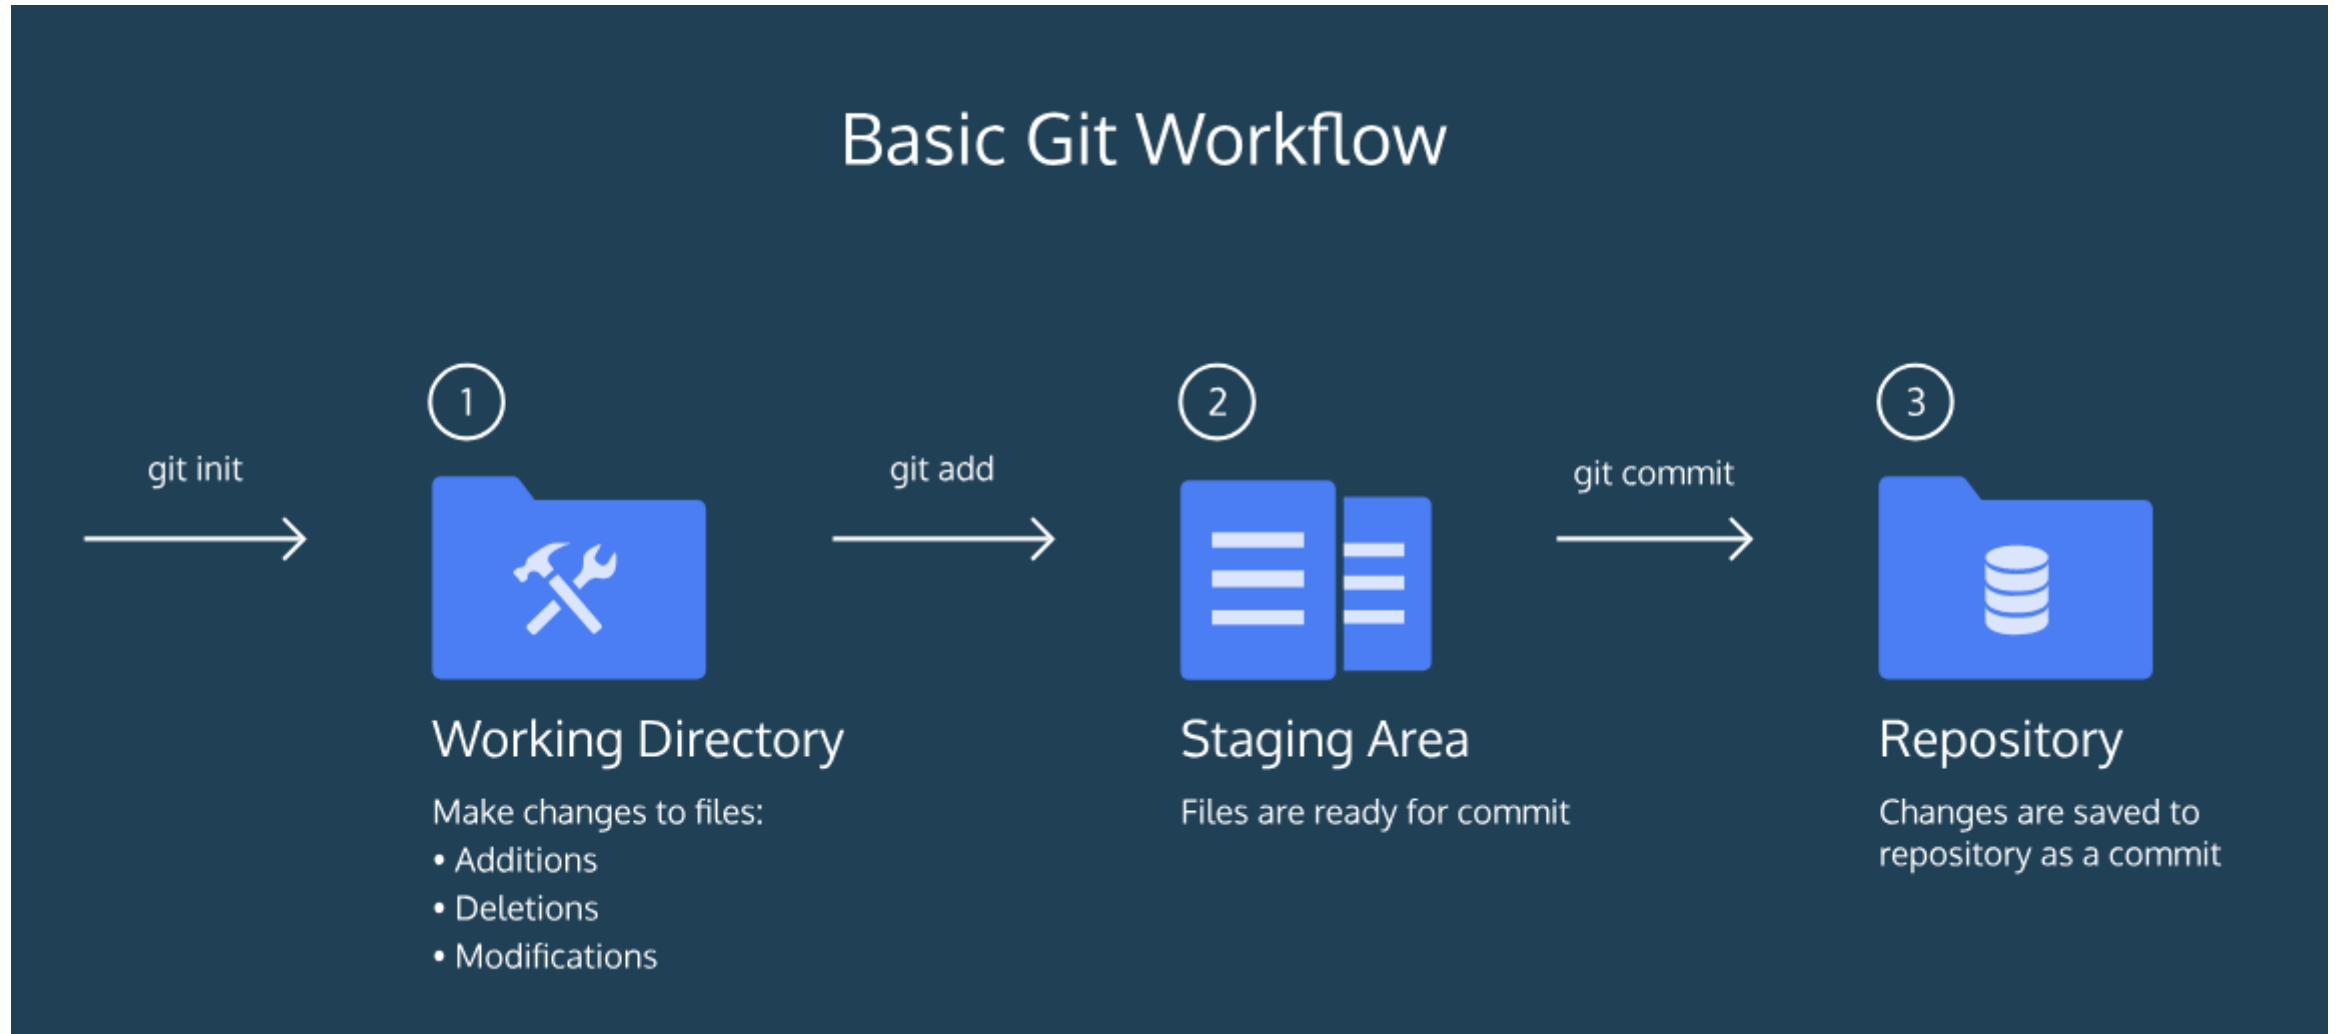 Basic Git Workflow
git init
1
Working Directory
Make changes to files:
• Additions
• Deletions
• Modifications
git add
2
Staging Area
Files are ready for commit
git commit
3
Repository
Changes are saved to
repository as a commit